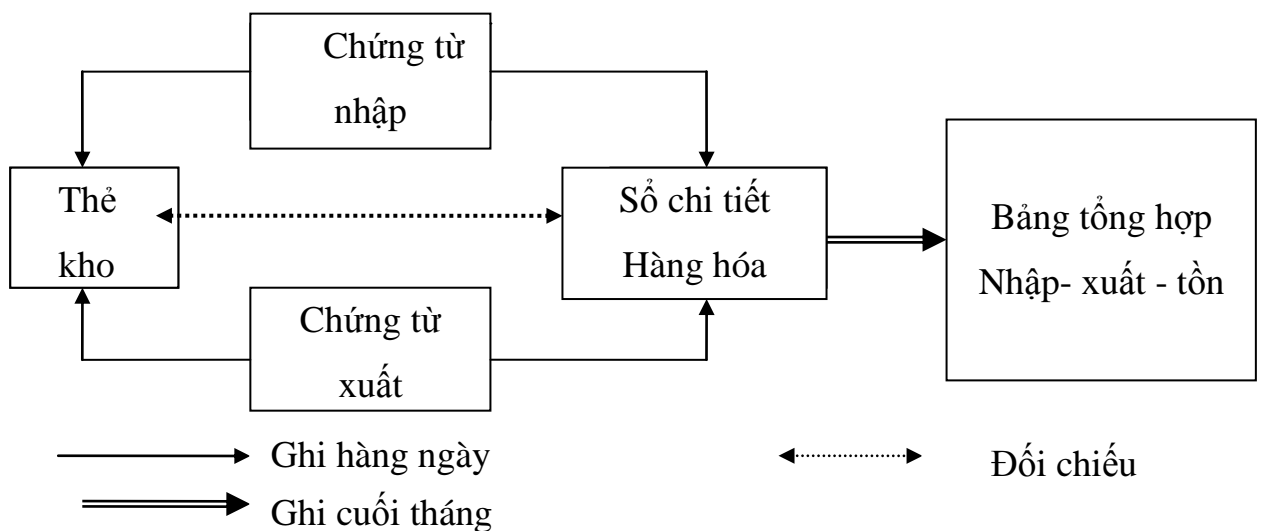 Chứng từ
nhập
Thẻ
kho
Sổ chi tiết
Hàng hóa
Bảng tổng hợp
Nhập- xuất - tồn
Chứng từ
xuất
Ghi hàng ngày
Đối chiếu
Ghi cuối tháng